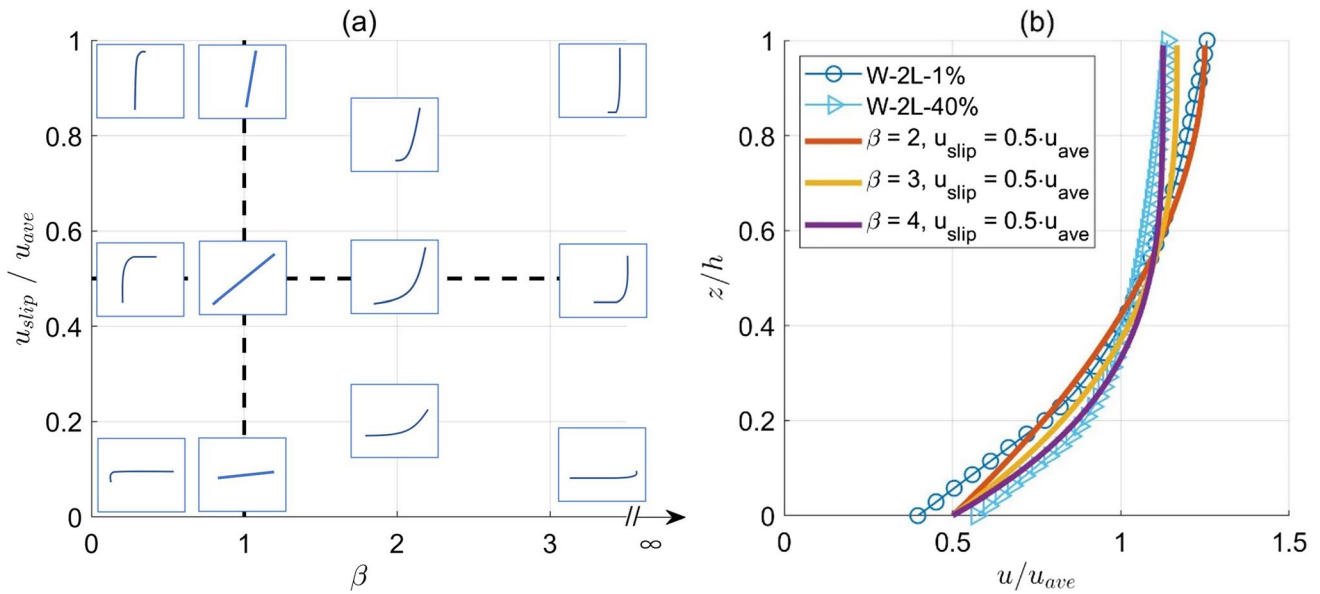 (a)
1
0.8
0.6
0.4
0.2
0
u_slip / u_ave
0 1 2 3 ∞
β
(b)
1
0.8
0.6
0.4
0.2
0
z/h
W-2L-1%
W-2L-40%
β = 2, u_slip = 0.5·u_ave
β = 3, u_slip = 0.5·u_ave
β = 4, u_slip = 0.5·u_ave
0 0.5 1 1.5
u/u_ave